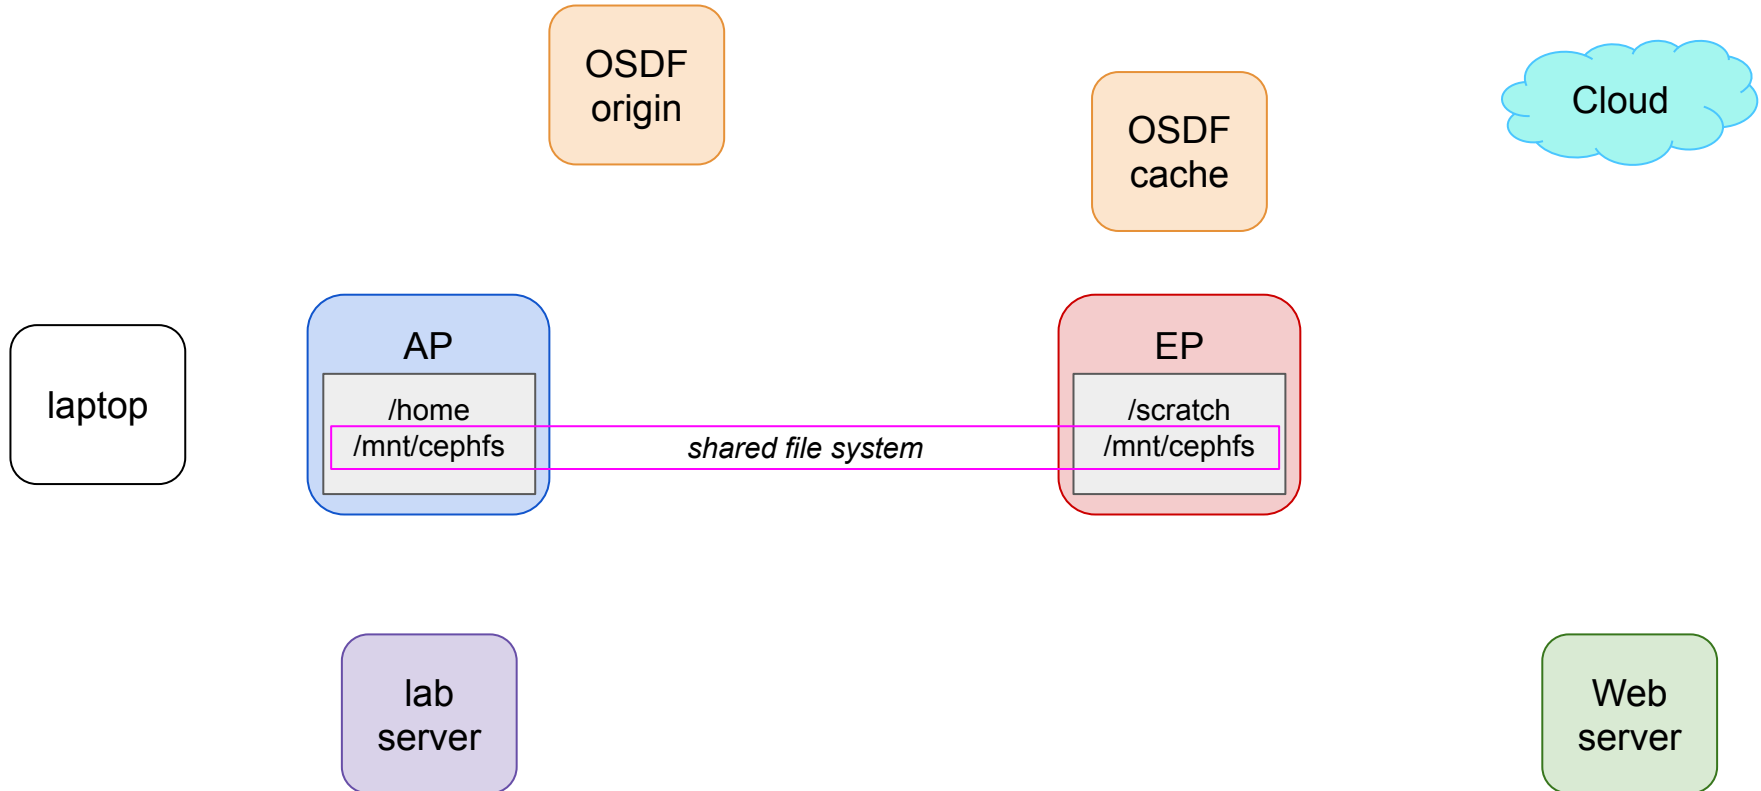 OSDF
origin
OSDF
cache
Cloud
laptop
AP
/home
/mnt/cephfs
shared file system
EP
/scratch
/mnt/cephfs
lab
server
Web
server